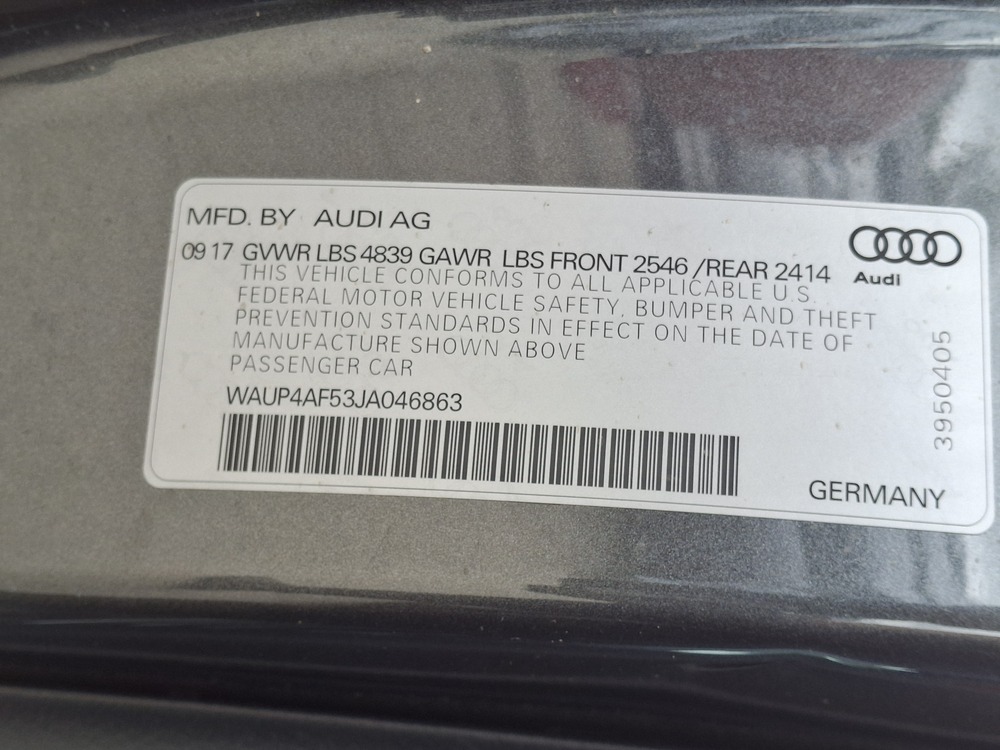 MFD. BY AUDI AG
09 17 GVWR LBS 4839 GAWR LBS FRONT 2546 /REAR 2414
THIS VEHICLE CONFORMS TO ALL APPLICABLE U.S.
FEDERAL MOTOR VEHICLE SAFETY, BUMPER AND THEFT
PREVENTION STANDARDS IN EFFECT ON THE DATE OF
MANUFACTURE SHOWN ABOVE
PASSENGER CAR
WAUP4AF53JA046863
Audi
3950405
GERMANY